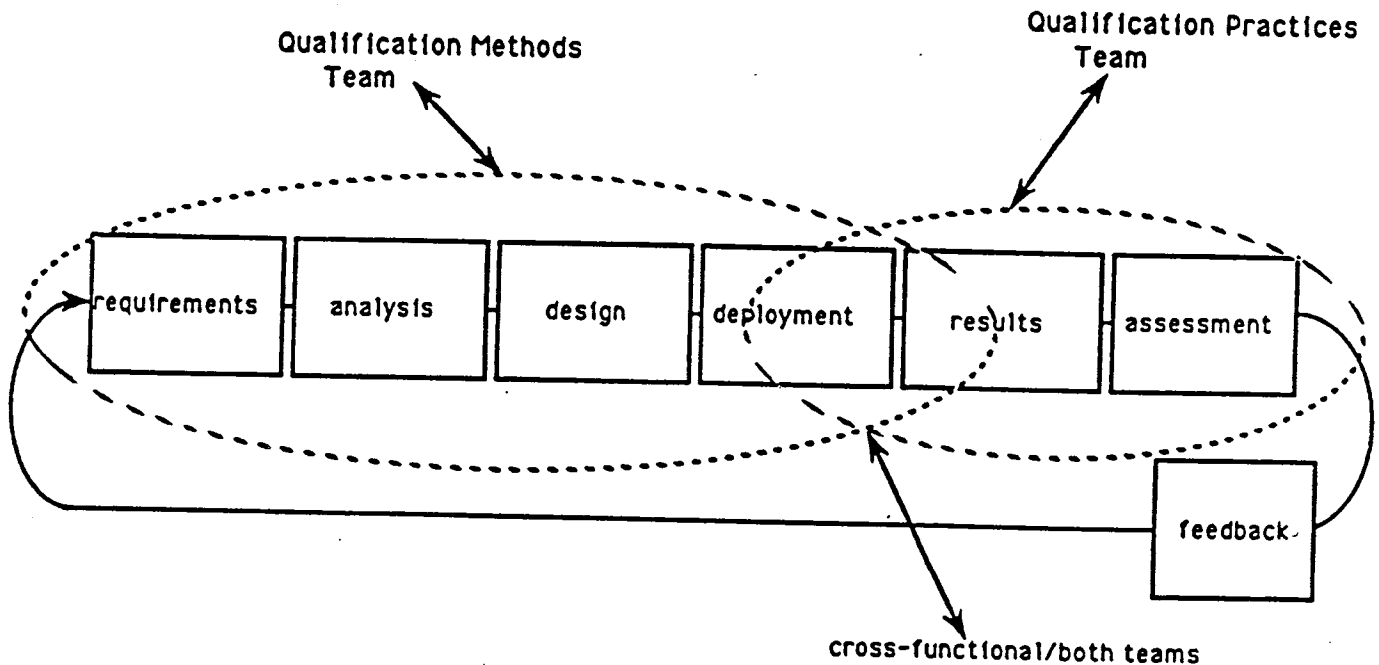 Qualification Methods
Team
Qualification Practices
Team
requirements
analysis
design
deployment
results
assessment
feedback
cross-functional/both teams